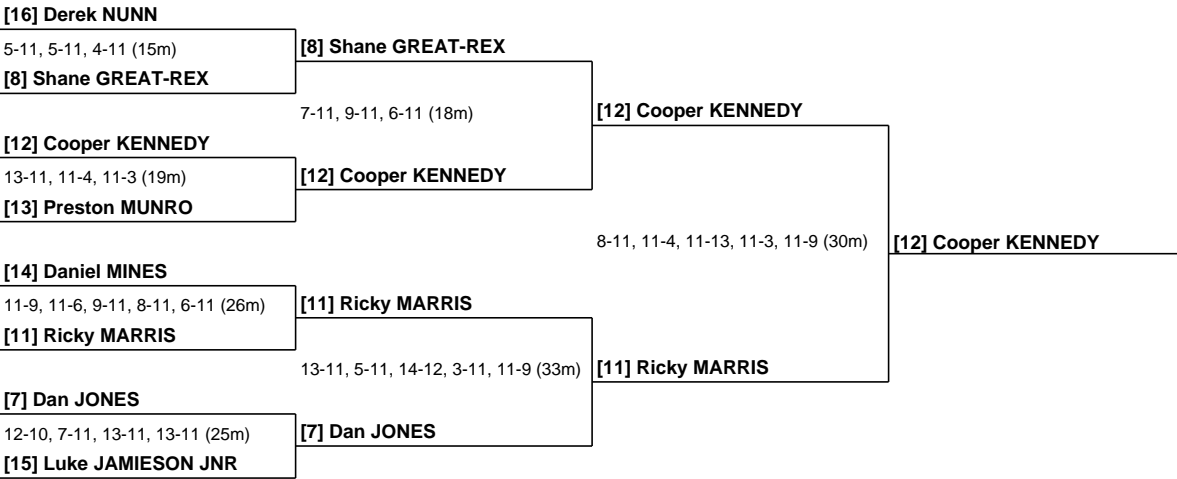 [16] Derek NUNN
5-11, 5-11, 4-11 (15m)
[8] Shane GREAT-REX
[8] Shane GREAT-REX
7-11, 9-11, 6-11 (18m)
[12] Cooper KENNEDY
[12] Cooper KENNEDY
13-11, 11-4, 11-3 (19m)
[12] Cooper KENNEDY
[13] Preston MUNRO
8-11, 11-4, 11-13, 11-3, 11-9 (30m)
[12] Cooper KENNEDY
[14] Daniel MINES
11-9, 11-6, 9-11, 8-11, 6-11 (26m)
[11] Ricky MARRIS
[11] Ricky MARRIS
13-11, 5-11, 14-12, 3-11, 11-9 (33m)
[11] Ricky MARRIS
[7] Dan JONES
12-10, 7-11, 13-11, 13-11 (25m)
[7] Dan JONES
[15] Luke JAMIESON JNR